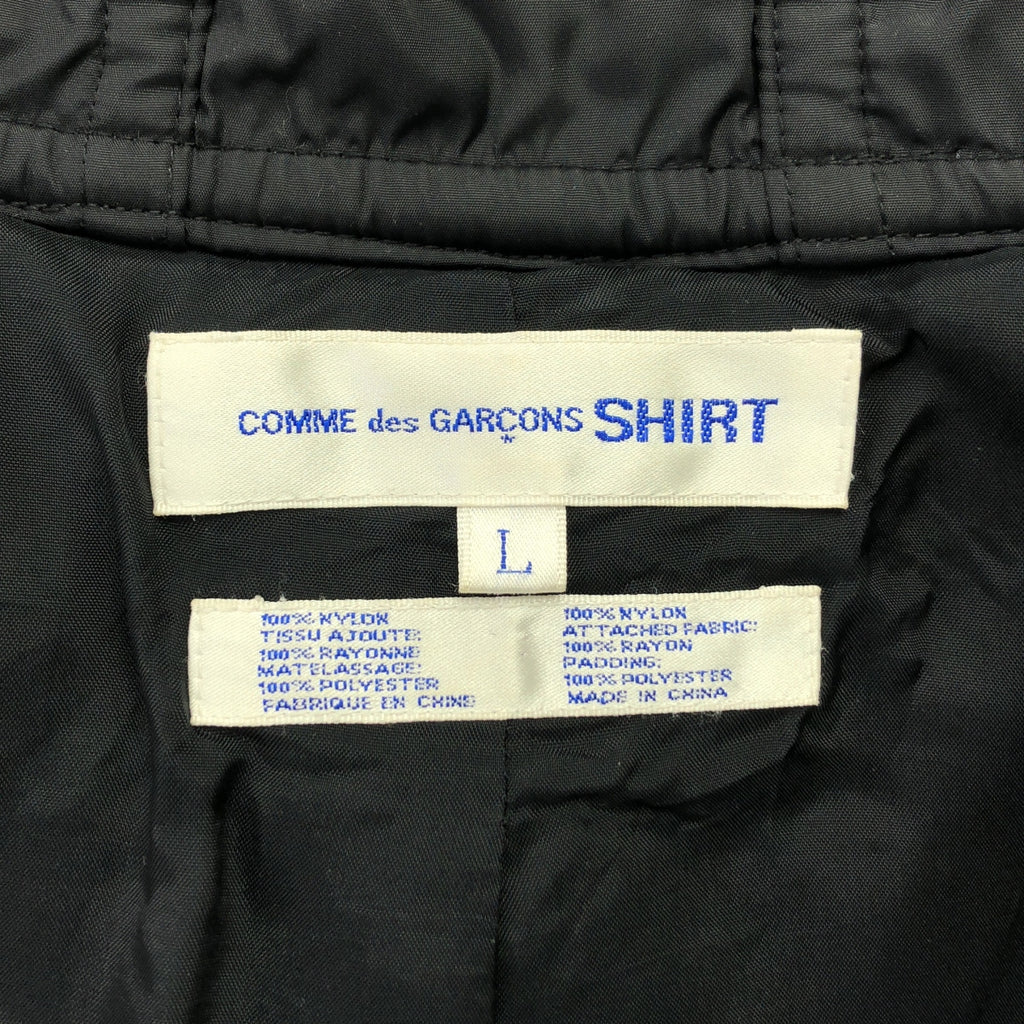 COMME des GARÇONS SHIRT
L
100% NYLON
TISSU AJOUTE:
100% RAYONNE
MATELASSAGE:
100% POLYESTER
FABRIQUE EN CHINE
100% NYLON
ATTACHED FABRIC:
100% RAYON
PADDING:
100% POLYESTER
MADE IN CHINA